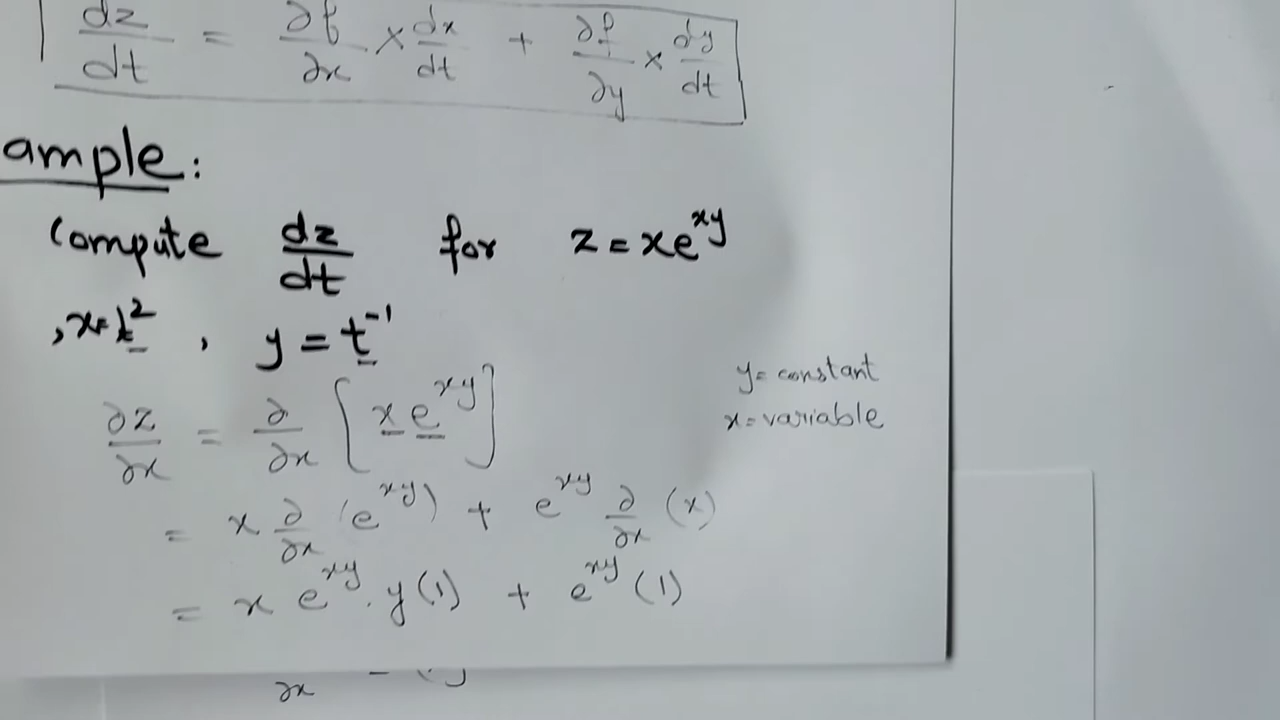 dz/dt = ∂f/∂x × dx/dt + ∂f/∂y × dy/dt
ample:
Compute dz/dt for z = xe^xy
, x = t^2 , y = t^-1
y = constant
∂z/∂x = ∂/∂x [x e^xy]
x = variable
= x ∂/∂x (e^xy) + e^xy ∂/∂x (x)
= x e^xy . y(1) + e^xy (1)